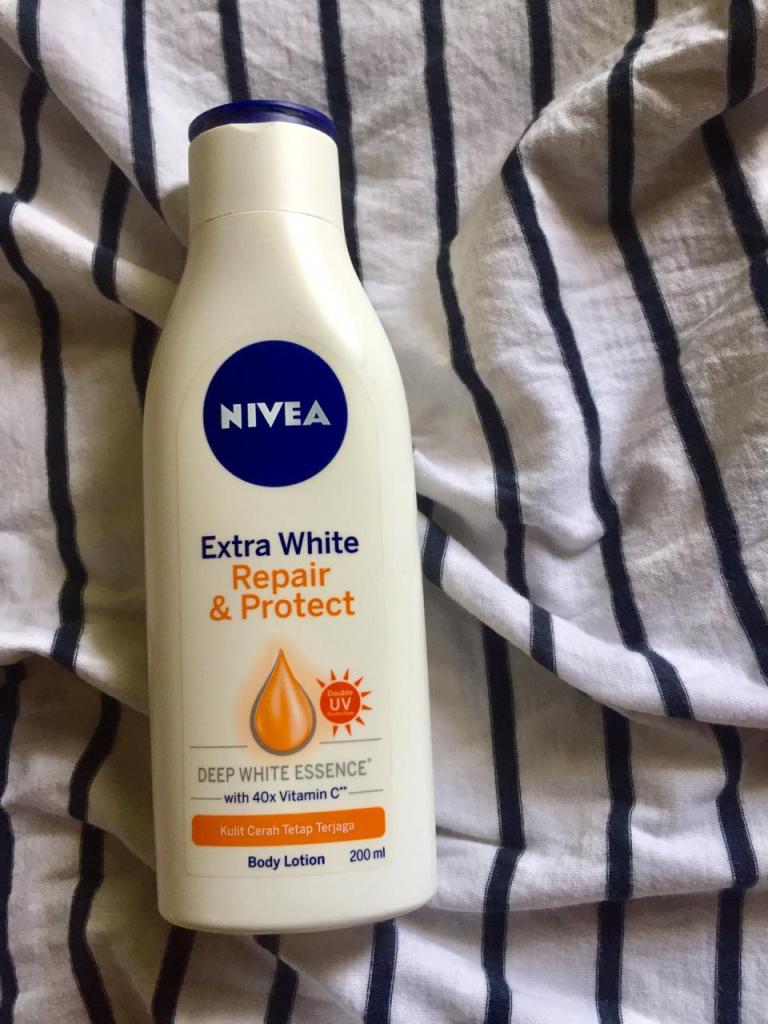 NIVEA
Extra White
Repair
& Protect
Double
UV
Protection
DEEP WHITE ESSENCE*
with 40x Vitamin C**
Kulit Cerah Tetap Terjaga
Body Lotion 200 ml